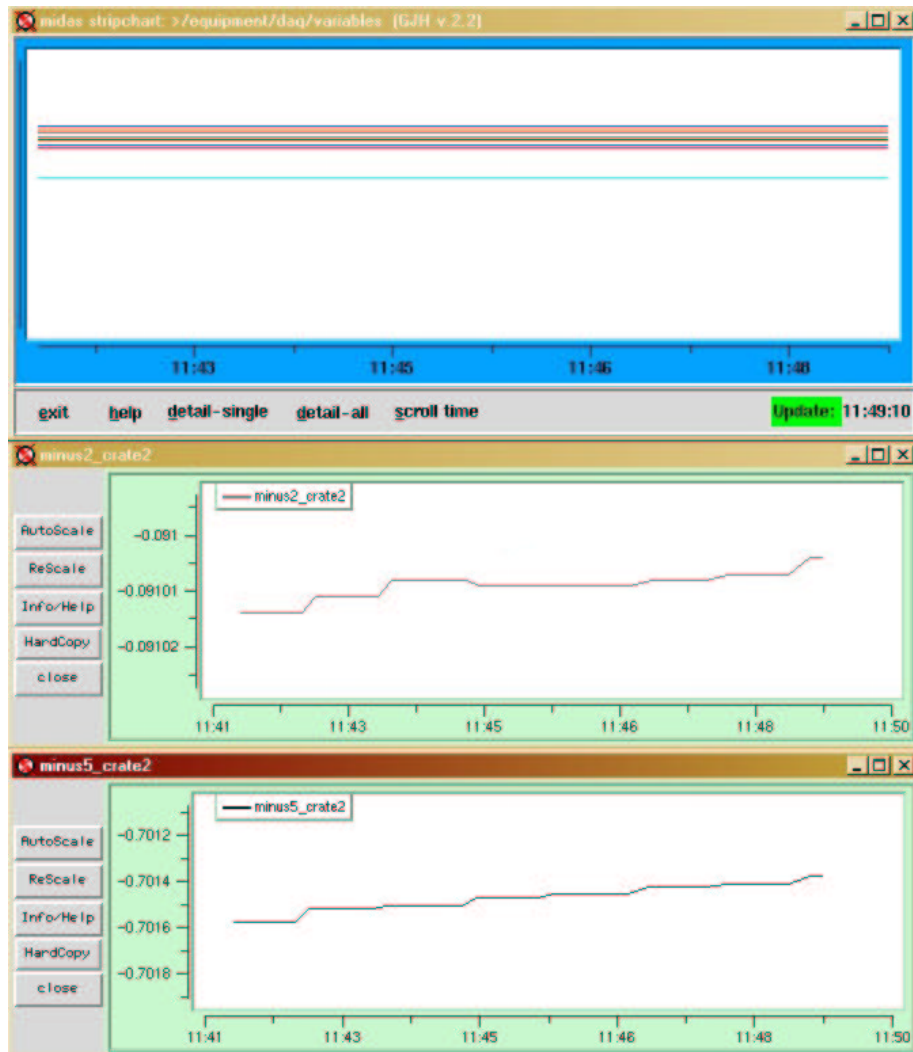 midas stripchart: >/equipment/daq/variables (GJH v.2.2)
11:43 11:45 11:46 11:48
exit help detail-single detail-all scroll time Update: 11:49:10
minus2_crate2
minus2_crate2
AutoScale
ReScale
Info/Help
HardCopy
close
-0.091
-0.09101
-0.09102
11:41 11:43 11:45 11:46 11:48 11:50
minus5_crate2
minus5_crate2
AutoScale
ReScale
Info/Help
HardCopy
close
-0.7012
-0.7014
-0.7016
-0.7018
11:41 11:43 11:45 11:46 11:48 11:50